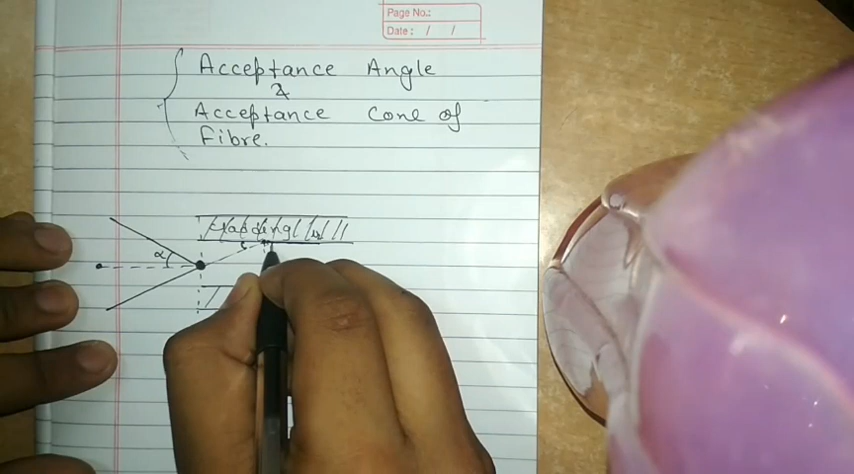 Page No.:
Date: / /
Acceptance Angle
&
Acceptance Cone of
Fibre.
Cladding
α